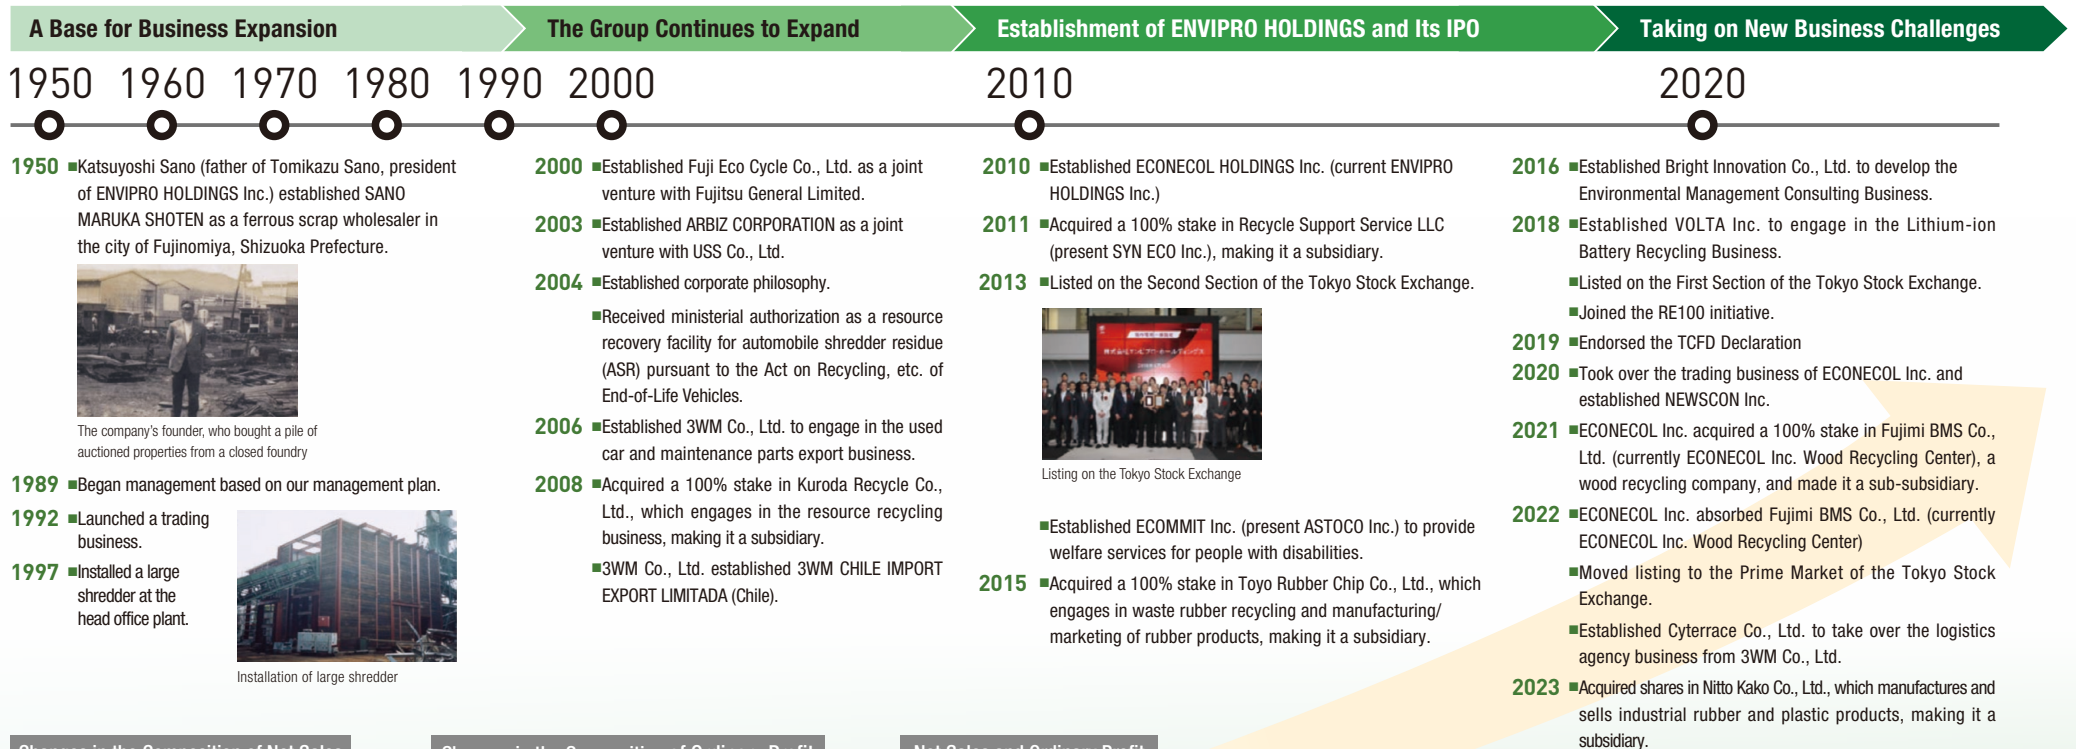 A Base for Business Expansion
The Group Continues to Expand
Establishment of ENVIPRO HOLDINGS and Its IPO
Taking on New Business Challenges
1950 1960 1970 1980 1990 2000 2010 2020
1950 ■Katsuyoshi Sano (father of Tomikazu Sano, president
of ENVIPRO HOLDINGS Inc.) established SANO
MARUKA SHOTEN as a ferrous scrap wholesaler in
the city of Fujinomiya, Shizuoka Prefecture.
The company's founder, who bought a pile of
auctioned properties from a closed foundry
1989 ■Began management based on our management plan.
1992 ■Launched a trading
business.
1997 ■Installed a large
shredder at the
head office plant.
Installation of large shredder
2000 ■Established Fuji Eco Cycle Co., Ltd. as a joint
venture with Fujitsu General Limited.
2003 ■Established ARBIZ CORPORATION as a joint
venture with USS Co., Ltd.
2004 ■Established corporate philosophy.
■Received ministerial authorization as a resource
recovery facility for automobile shredder residue
(ASR) pursuant to the Act on Recycling, etc. of
End-of-Life Vehicles.
2006 ■Established 3WM Co., Ltd. to engage in the used
car and maintenance parts export business.
2008 ■Acquired a 100% stake in Kuroda Recycle Co.,
Ltd., which engages in the resource recycling
business, making it a subsidiary.
■3WM Co., Ltd. established 3WM CHILE IMPORT
EXPORT LIMITADA (Chile).
2010 ■Established ECONECOL HOLDINGS Inc. (current ENVIPRO
HOLDINGS Inc.)
2011 ■Acquired a 100% stake in Recycle Support Service LLC
(present SYN ECO Inc.), making it a subsidiary.
2013 ■Listed on the Second Section of the Tokyo Stock Exchange.
Listing on the Tokyo Stock Exchange
■Established ECOMMIT Inc. (present ASTOCO Inc.) to provide
welfare services for people with disabilities.
2015 ■Acquired a 100% stake in Toyo Rubber Chip Co., Ltd., which
engages in waste rubber recycling and manufacturing/
marketing of rubber products, making it a subsidiary.
2016 ■Established Bright Innovation Co., Ltd. to develop the
Environmental Management Consulting Business.
2018 ■Established VOLTA Inc. to engage in the Lithium-ion
Battery Recycling Business.
■Listed on the First Section of the Tokyo Stock Exchange.
■Joined the RE100 initiative.
2019 ■Endorsed the TCFD Declaration
2020 ■Took over the trading business of ECONECOL Inc. and
established NEWSCON Inc.
2021 ■ECONECOL Inc. acquired a 100% stake in Fujimi BMS Co.,
Ltd. (currently ECONECOL Inc. Wood Recycling Center), a
wood recycling company, and made it a sub-subsidiary.
2022 ■ECONECOL Inc. absorbed Fujimi BMS Co., Ltd. (currently
ECONECOL Inc. Wood Recycling Center)
■Moved listing to the Prime Market of the Tokyo Stock
Exchange.
■Established Cyterrace Co., Ltd. to take over the logistics
agency business from 3WM Co., Ltd.
2023 ■Acquired shares in Nitto Kako Co., Ltd., which manufactures and
sells industrial rubber and plastic products, making it a
subsidiary.
Changes in the Composition of Net Sales
Changes in the Composition of Ordinary Profit
Net Sales and Ordinary Profit